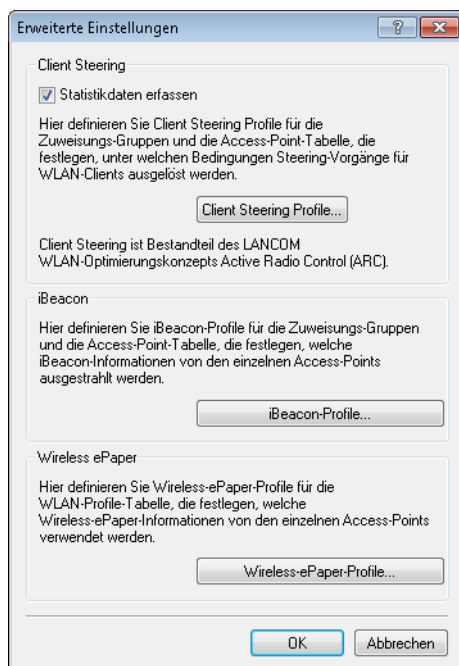 Erweiterte Einstellungen
?
Client Steering
Statistikdaten erfassen
Hier definieren Sie Client Steering Profile für die
Zuweisungs-Gruppen und die Access-Point-Tabelle, die
festlegen, unter welchen Bedingungen Steering-Vorgänge für
WLAN-Clients ausgelöst werden.
Client Steering Profile...
Client Steering ist Bestandteil des LANCOM
WLAN-Optimierungskonzepts Active Radio Control (ARC).
iBeacon
Hier definieren Sie iBeacon-Profile für die Zuweisungs-Gruppen
und die Access-Point-Tabelle, die festlegen, welche
iBeacon-Informationen von den einzelnen Access-Points
ausgestrahlt werden.
iBeacon-Profile...
Wireless ePaper
Hier definieren Sie Wireless-ePaper-Profile für die
WLAN-Profile-Tabelle, die festlegen, welche
Wireless-ePaper-Informationen von den einzelnen Access-Points
verwendet werden.
Wireless-ePaper-Profile...
OK
Abbrechen